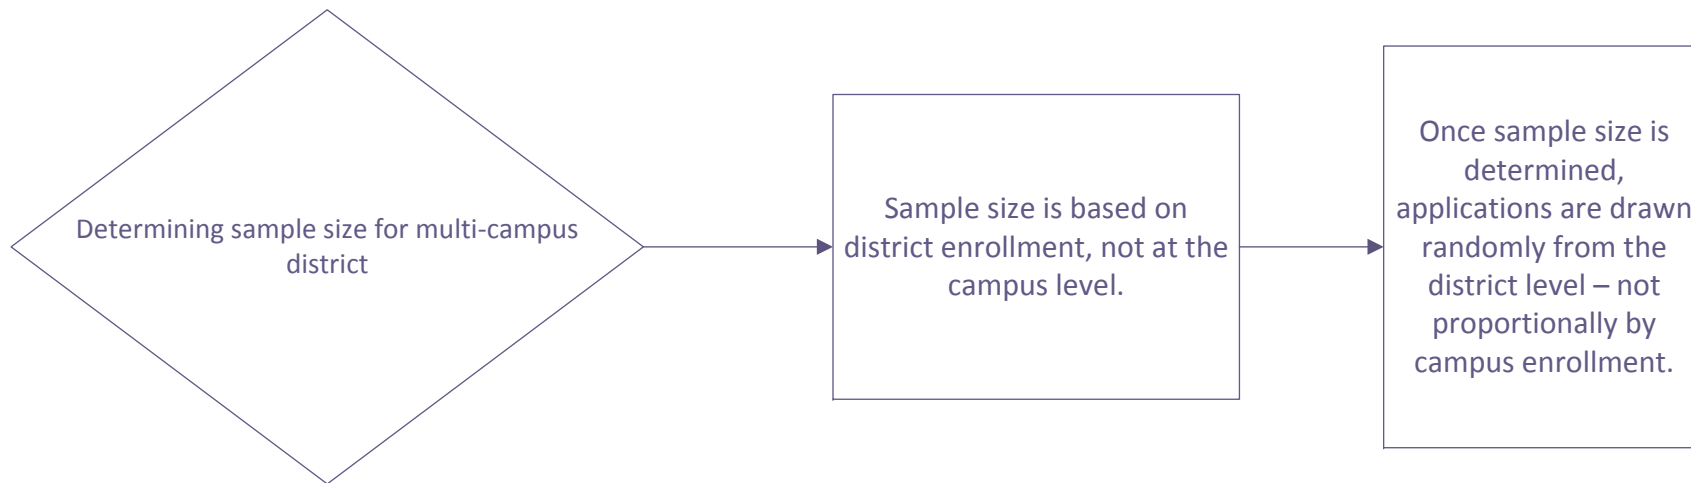 Determining sample size for multi-campus
district
Sample size is based on
district enrollment, not at the
campus level.
Once sample size is
determined,
applications are drawn
randomly from the
district level – not
proportionally by
campus enrollment.